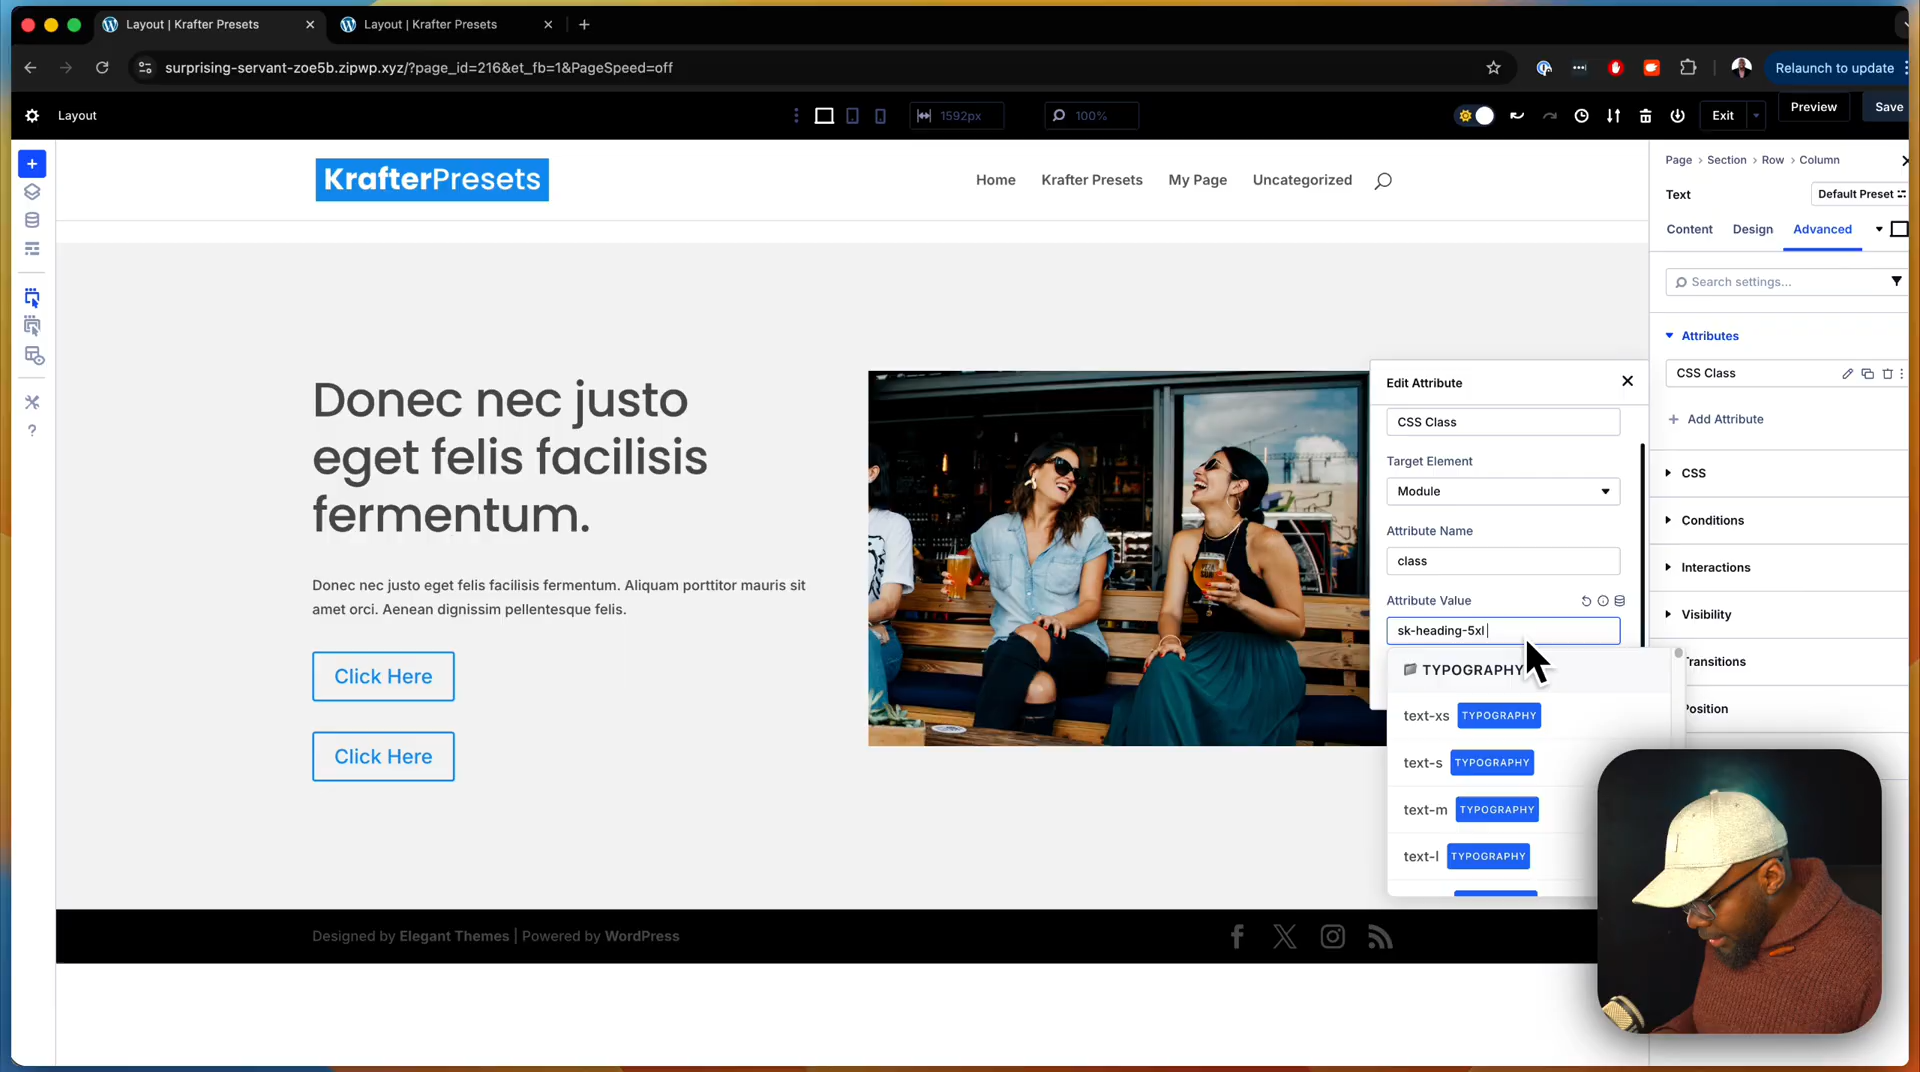 Layout | Krafter Presets
Layout | Krafter Presets
surprising-servant-zoe5b.zipwp.xyz/?page_id=216&et_fb=1&PageSpeed=off
Relaunch to update
Layout
1592px
100%
Exit
Preview
Save
KrafterPresets
Home
Krafter Presets
My Page
Uncategorized
Page > Section > Row > Column
Text
Default Preset
Content
Design
Advanced
Search settings...
Attributes
CSS Class
+ Add Attribute
CSS
Conditions
Interactions
Visibility
Transitions
Position
Donec nec justo
eget felis facilisis
fermentum.
Donec nec justo eget felis facilisis fermentum. Aliquam porttitor mauris sit
amet orci. Aenean dignissim pellentesque felis.
Click Here
Click Here
Edit Attribute
CSS Class
Target Element
Module
Attribute Name
class
Attribute Value
sk-heading-5xl
TYPOGRAPHY
text-xs TYPOGRAPHY
text-s TYPOGRAPHY
text-m TYPOGRAPHY
text-l TYPOGRAPHY
Designed by Elegant Themes | Powered by WordPress